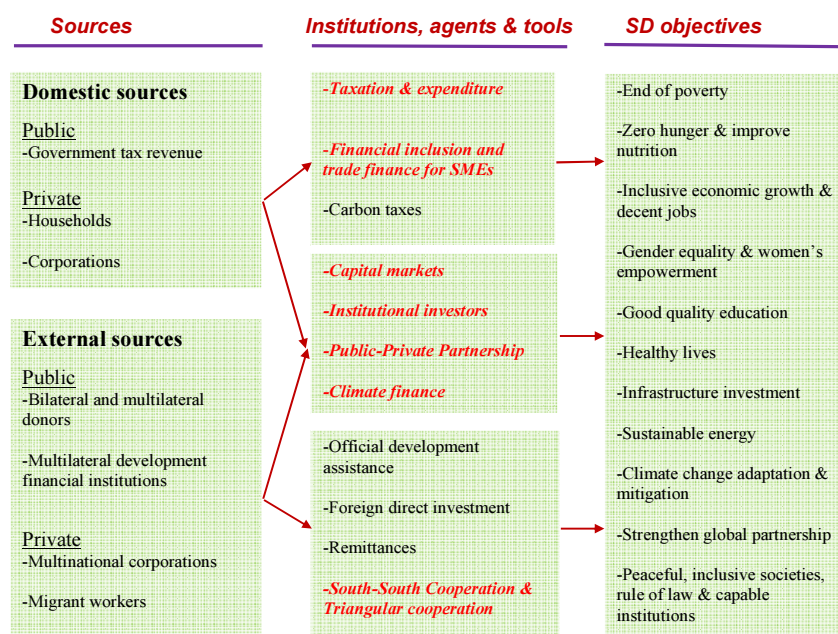 Sources
Institutions, agents & tools
SD objectives
Domestic sources
Public
-Government tax revenue
Private
-Households
-Corporations
External sources
Public
-Bilateral and multilateral
donors
-Multilateral development
financial institutions
Private
-Multinational corporations
-Migrant workers
-Taxation & expenditure
-Financial inclusion and
trade finance for SMEs
-Carbon taxes
-Capital markets
-Institutional investors
-Public-Private Partnership
-Climate finance
-Official development
assistance
-Foreign direct investment
-Remittances
-South-South Cooperation &
Triangular cooperation
-End of poverty
-Zero hunger & improve
nutrition
-Inclusive economic growth &
decent jobs
-Gender equality & women’s
empowerment
-Good quality education
-Healthy lives
-Infrastructure investment
-Sustainable energy
-Climate change adaptation &
mitigation
-Strengthen global partnership
-Peaceful, inclusive societies,
rule of law & capable
institutions